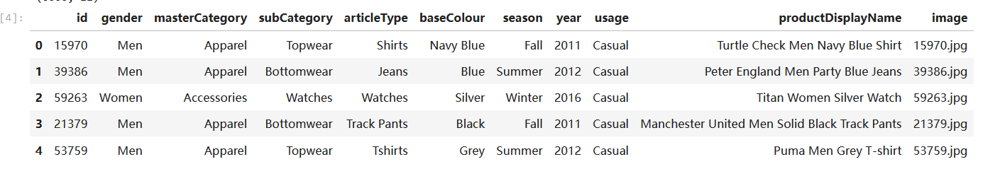 [4]:
id gender masterCategory subCategory articleType baseColour season year usage productDisplayName image
0 15970 Men Apparel Topwear Shirts Navy Blue Fall 2011 Casual Turtle Check Men Navy Blue Shirt 15970.jpg
1 39386 Men Apparel Bottomwear Jeans Blue Summer 2012 Casual Peter England Men Party Blue Jeans 39386.jpg
2 59263 Women Accessories Watches Watches Silver Winter 2016 Casual Titan Women Silver Watch 59263.jpg
3 21379 Men Apparel Bottomwear Track Pants Black Fall 2011 Casual Manchester United Men Solid Black Track Pants 21379.jpg
4 53759 Men Apparel Topwear Tshirts Grey Summer 2012 Casual Puma Men Grey T-shirt 53759.jpg